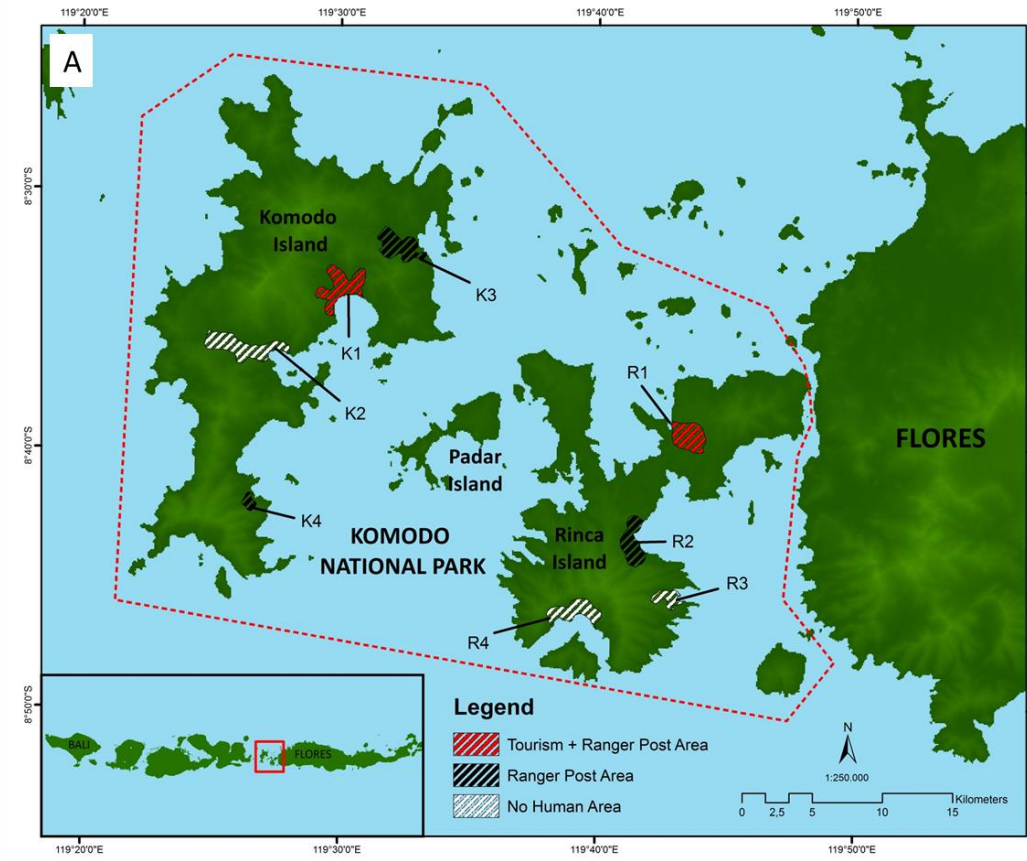 119°20'0"E
119°30'0"E
119°40'0"E
119°50'0"E
A
8°30'0"S
Komodo
Island
K3
K1
R1
K2
8°40'0"S
FLORES
Padar
Island
K4
KOMODO
NATIONAL PARK
Rinca
Island
R2
R3
R4
8°50'0"S
BALI
FLORES
Legend
Tourism + Ranger Post Area
Ranger Post Area
No Human Area
N
1:250.000
Kilometers
0 2,5 5 10 15
119°20'0"E
119°30'0"E
119°40'0"E
119°50'0"E